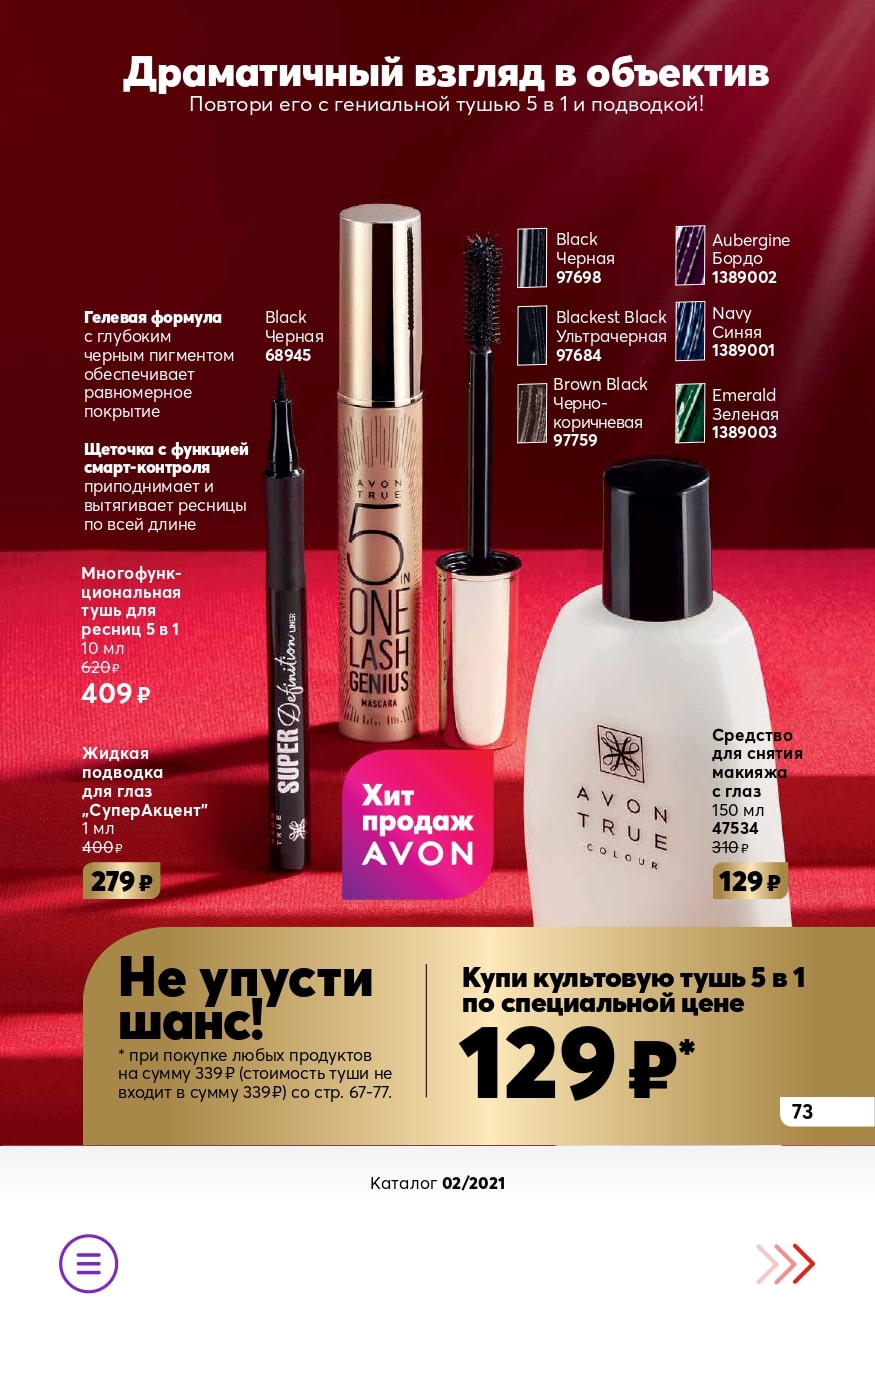 Драматичный взгляд в объектив
Повтори его с гениальной тушью 5 в 1 и подводкой!
Гелевая формула
с глубоким
черным пигментом
обеспечивает
равномерное
покрытие
Щеточка с функцией
смарт-контроля
приподнимает и
вытягивает ресницы
по всей длине
Многофунк-
циональная
тушь для
ресниц 5 в 1
10 мл
620 ₽
409 ₽
Black
Черная
68945
Black
Черная
97698
Blackest Black
Ультрачерная
97684
Brown Black
Черно-
коричневая
97759
Aubergine
Бордо
1389002
Navy
Синяя
1389001
Emerald
Зеленая
1389003
AVON
TRUE
5
IN
ONE
LASH
GENIUS
MASCARA
AVON
TRUE
SUPER Definition LINER
Жидкая
подводка
для глаз
„СуперАкцент"
1 мл
400 ₽
279 ₽
Хит
продаж
AVON
AVON
TRUE
COLOUR
Средство
для снятия
макияжа
с глаз
150 мл
47534
310 ₽
129 ₽
Не упусти
шанс!
* при покупке любых продуктов
на сумму 339 ₽ (стоимость туши не
входит в сумму 339₽) со стр. 67-77.
Купи культовую тушь 5 в 1
по специальной цене
129 ₽*
73
Каталог 02/2021